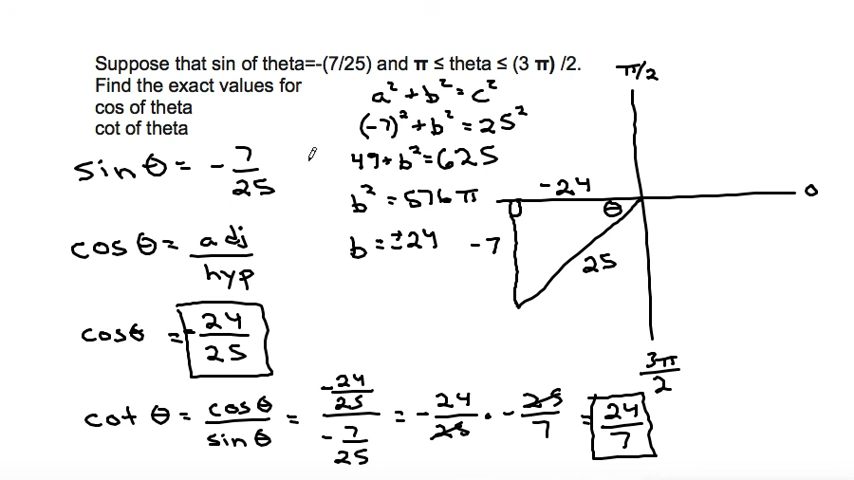 Suppose that sin of theta=-(7/25) and π ≤ theta ≤ (3 π) /2.
Find the exact values for
cos of theta
cot of theta
sin θ = - 7/25
cos θ = adj/hyp
cos θ = - 24/25
cot θ = cos θ/sin θ = (-24/25)/(-7/25) = - 24/25 · - 25/7 = 24/7
a² + b² = c²
(-7)² + b² = 25²
49 + b² = 625
b² = 576
b = ±24
π/2
π
-24
θ
0
-7
25
3π/2